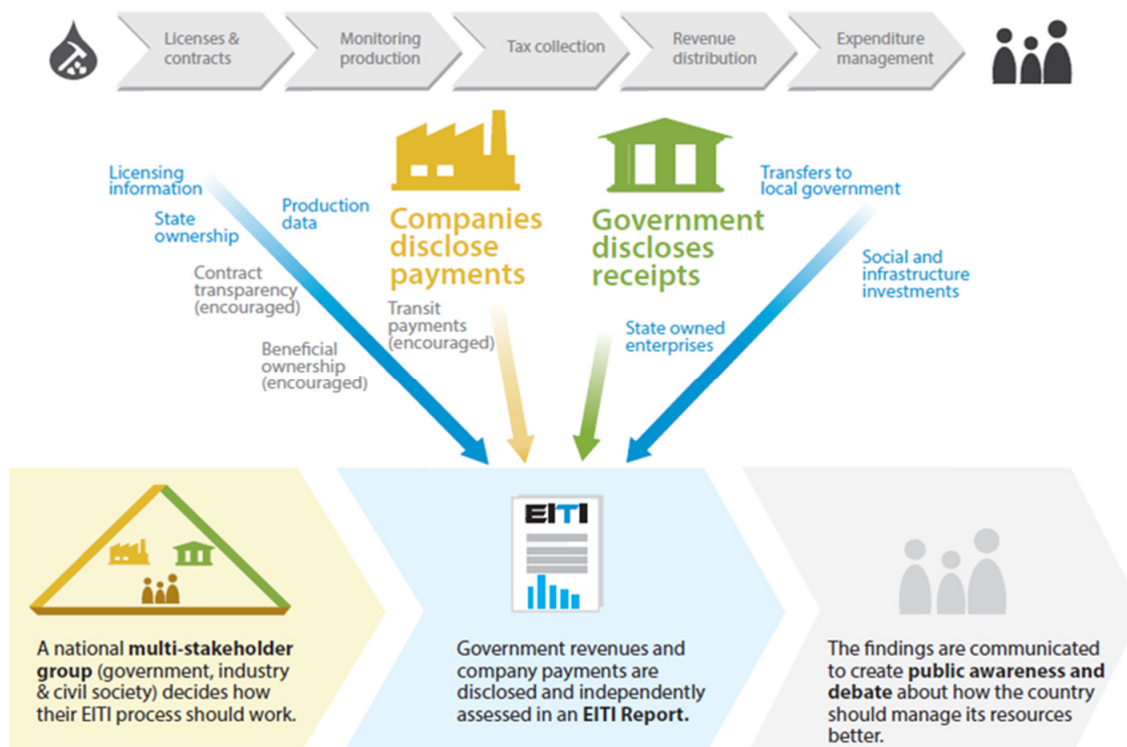 Licenses &
contracts
Monitoring
production
Tax collection
Revenue
distribution
Expenditure
management
Licensing
information
State
ownership
Production
data
Contract
transparency
(encouraged)
Beneficial
ownership
(encouraged)
Companies
disclose
payments
Transit
payments
(encouraged)
Government
discloses
receipts
State owned
enterprises
Transfers to
local government
Social and
infrastructure
investments
A national multi-stakeholder
group (government, industry
& civil society) decides how
their EITI process should work.
EITI
Government revenues and
company payments are
disclosed and independently
assessed in an EITI Report.
The findings are communicated
to create public awareness and
debate about how the country
should manage its resources
better.